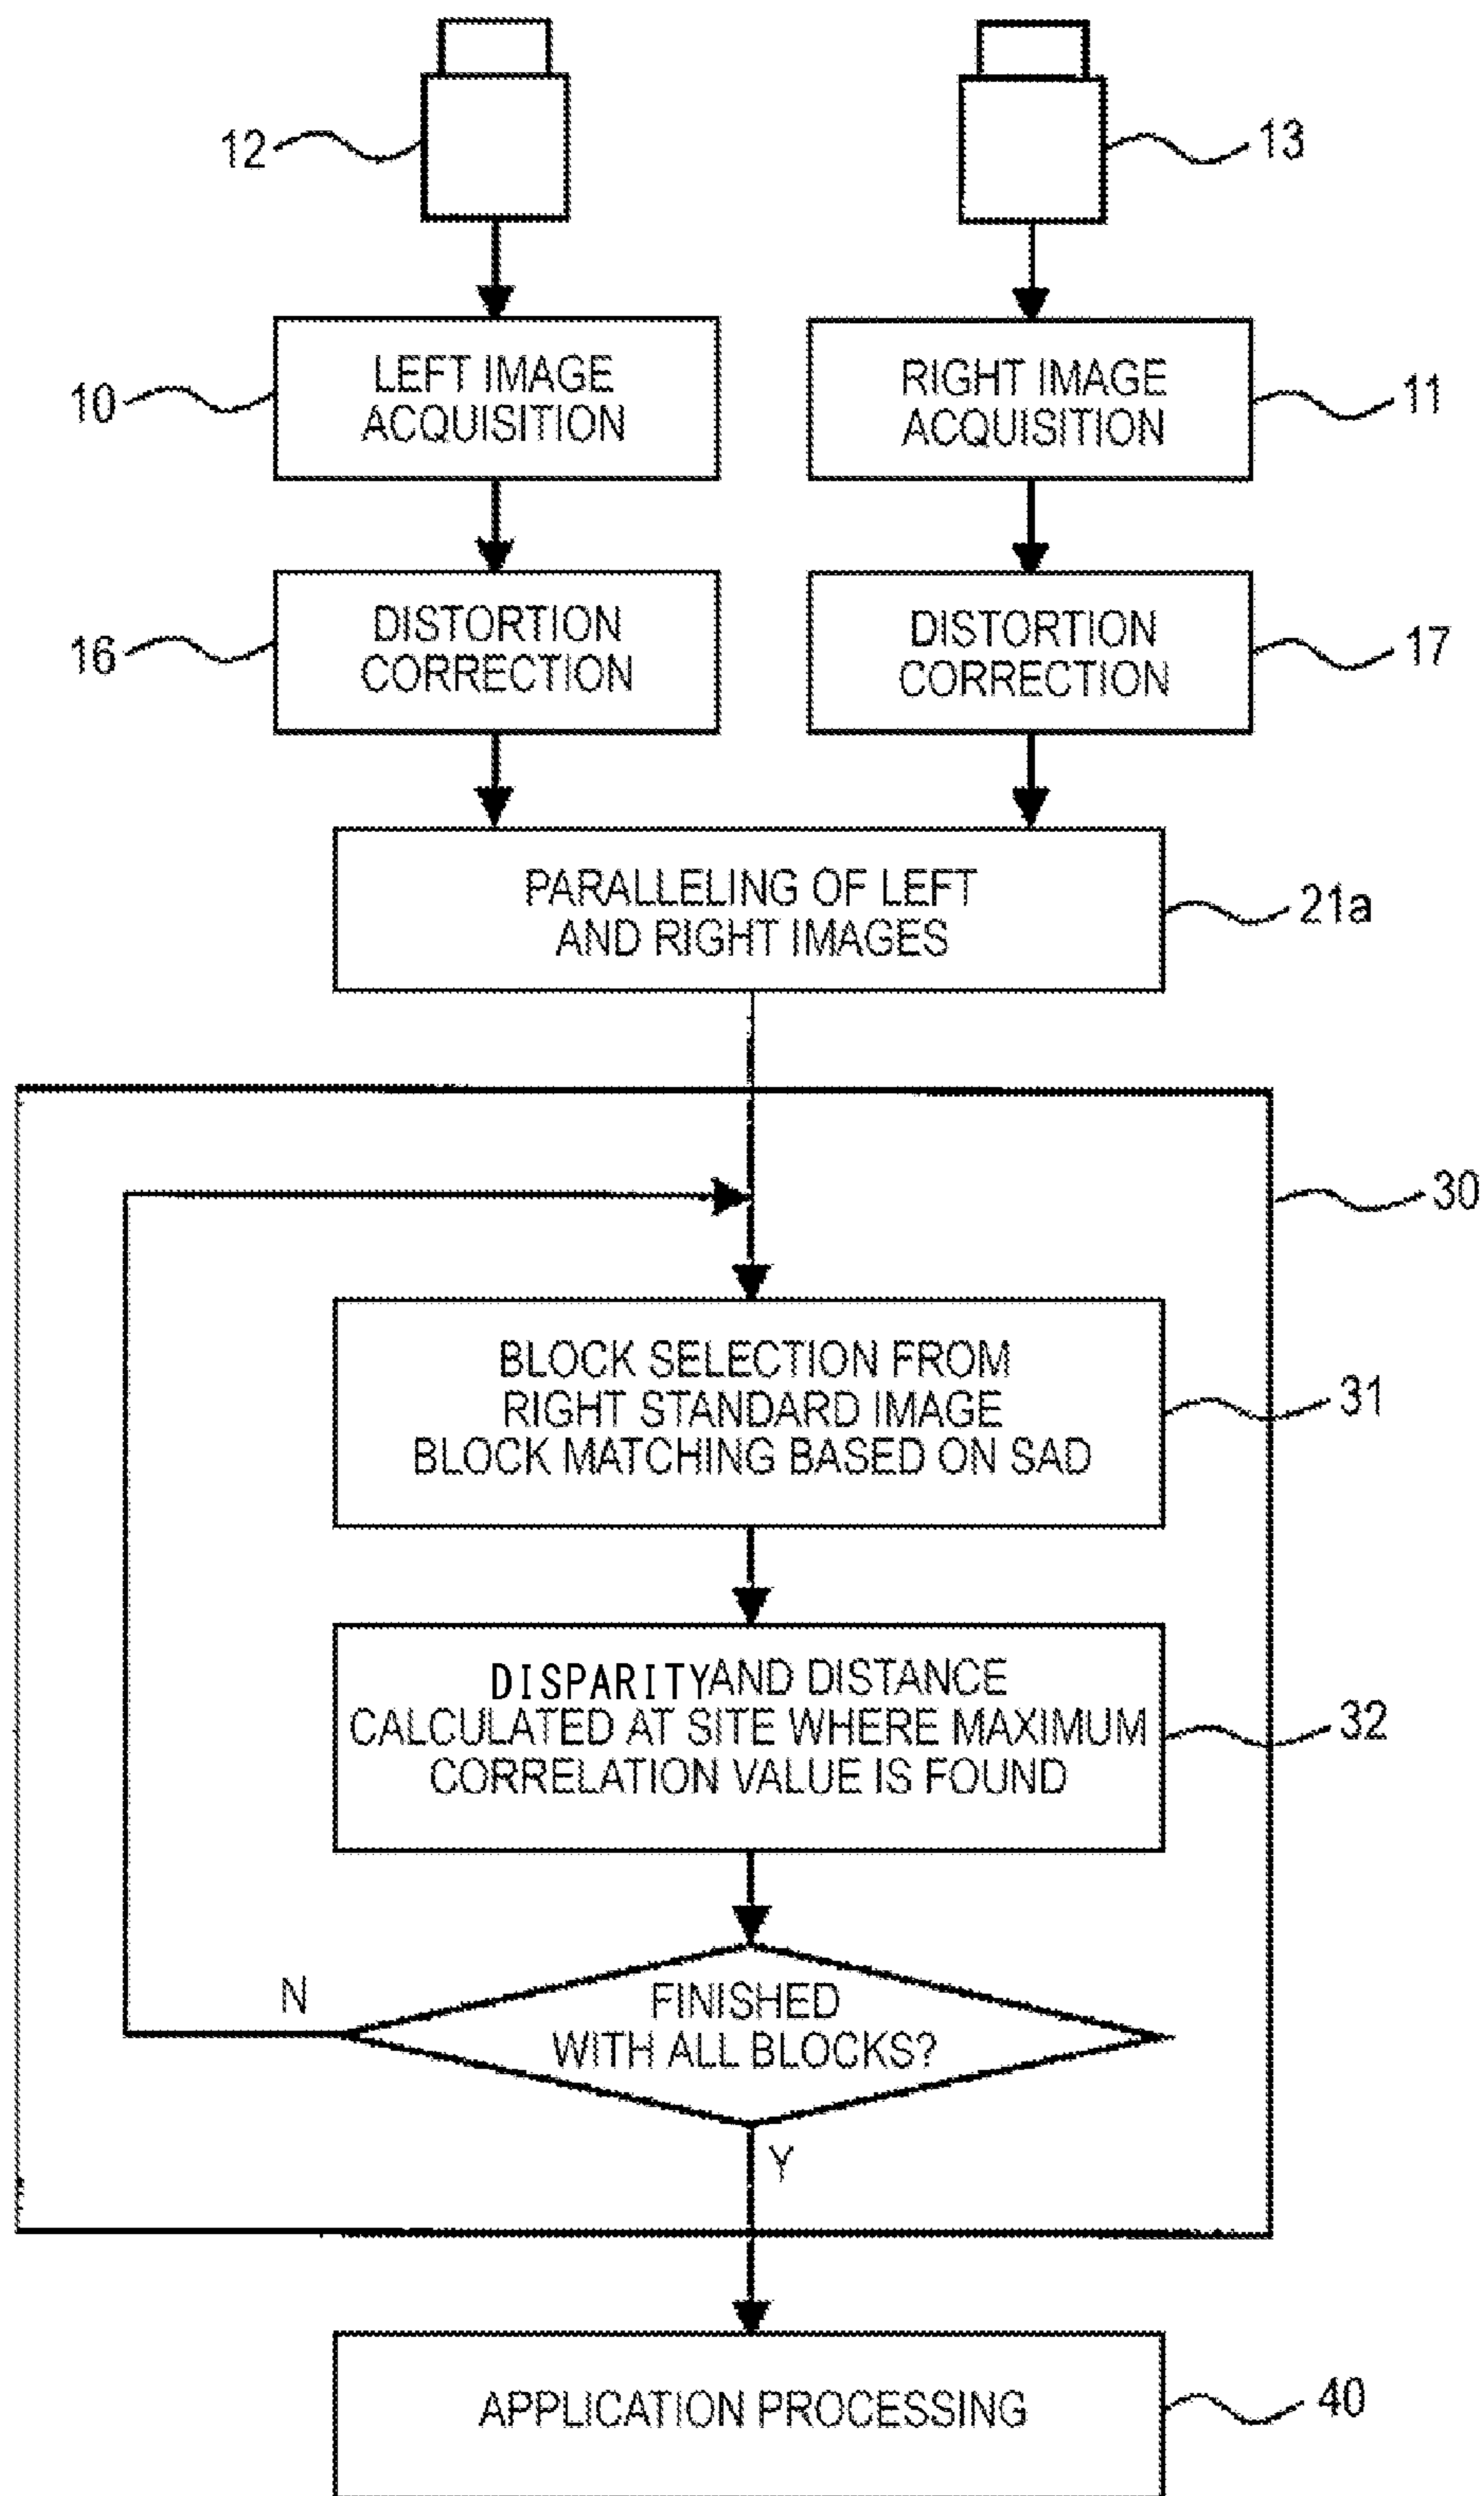 12
13
LEFT IMAGE
ACQUISITION
10
RIGHT IMAGE
ACQUISITION
11
DISTORTION
CORRECTION
16
DISTORTION
CORRECTION
17
PARALLELING OF LEFT
AND RIGHT IMAGES
21a
30
BLOCK SELECTION FROM
RIGHT STANDARD IMAGE
BLOCK MATCHING BASED ON SAD
31
DISPARITY AND DISTANCE
CALCULATED AT SITE WHERE MAXIMUM
CORRELATION VALUE IS FOUND
32
N
FINISHED
WITH ALL BLOCKS?
Y
APPLICATION PROCESSING
40